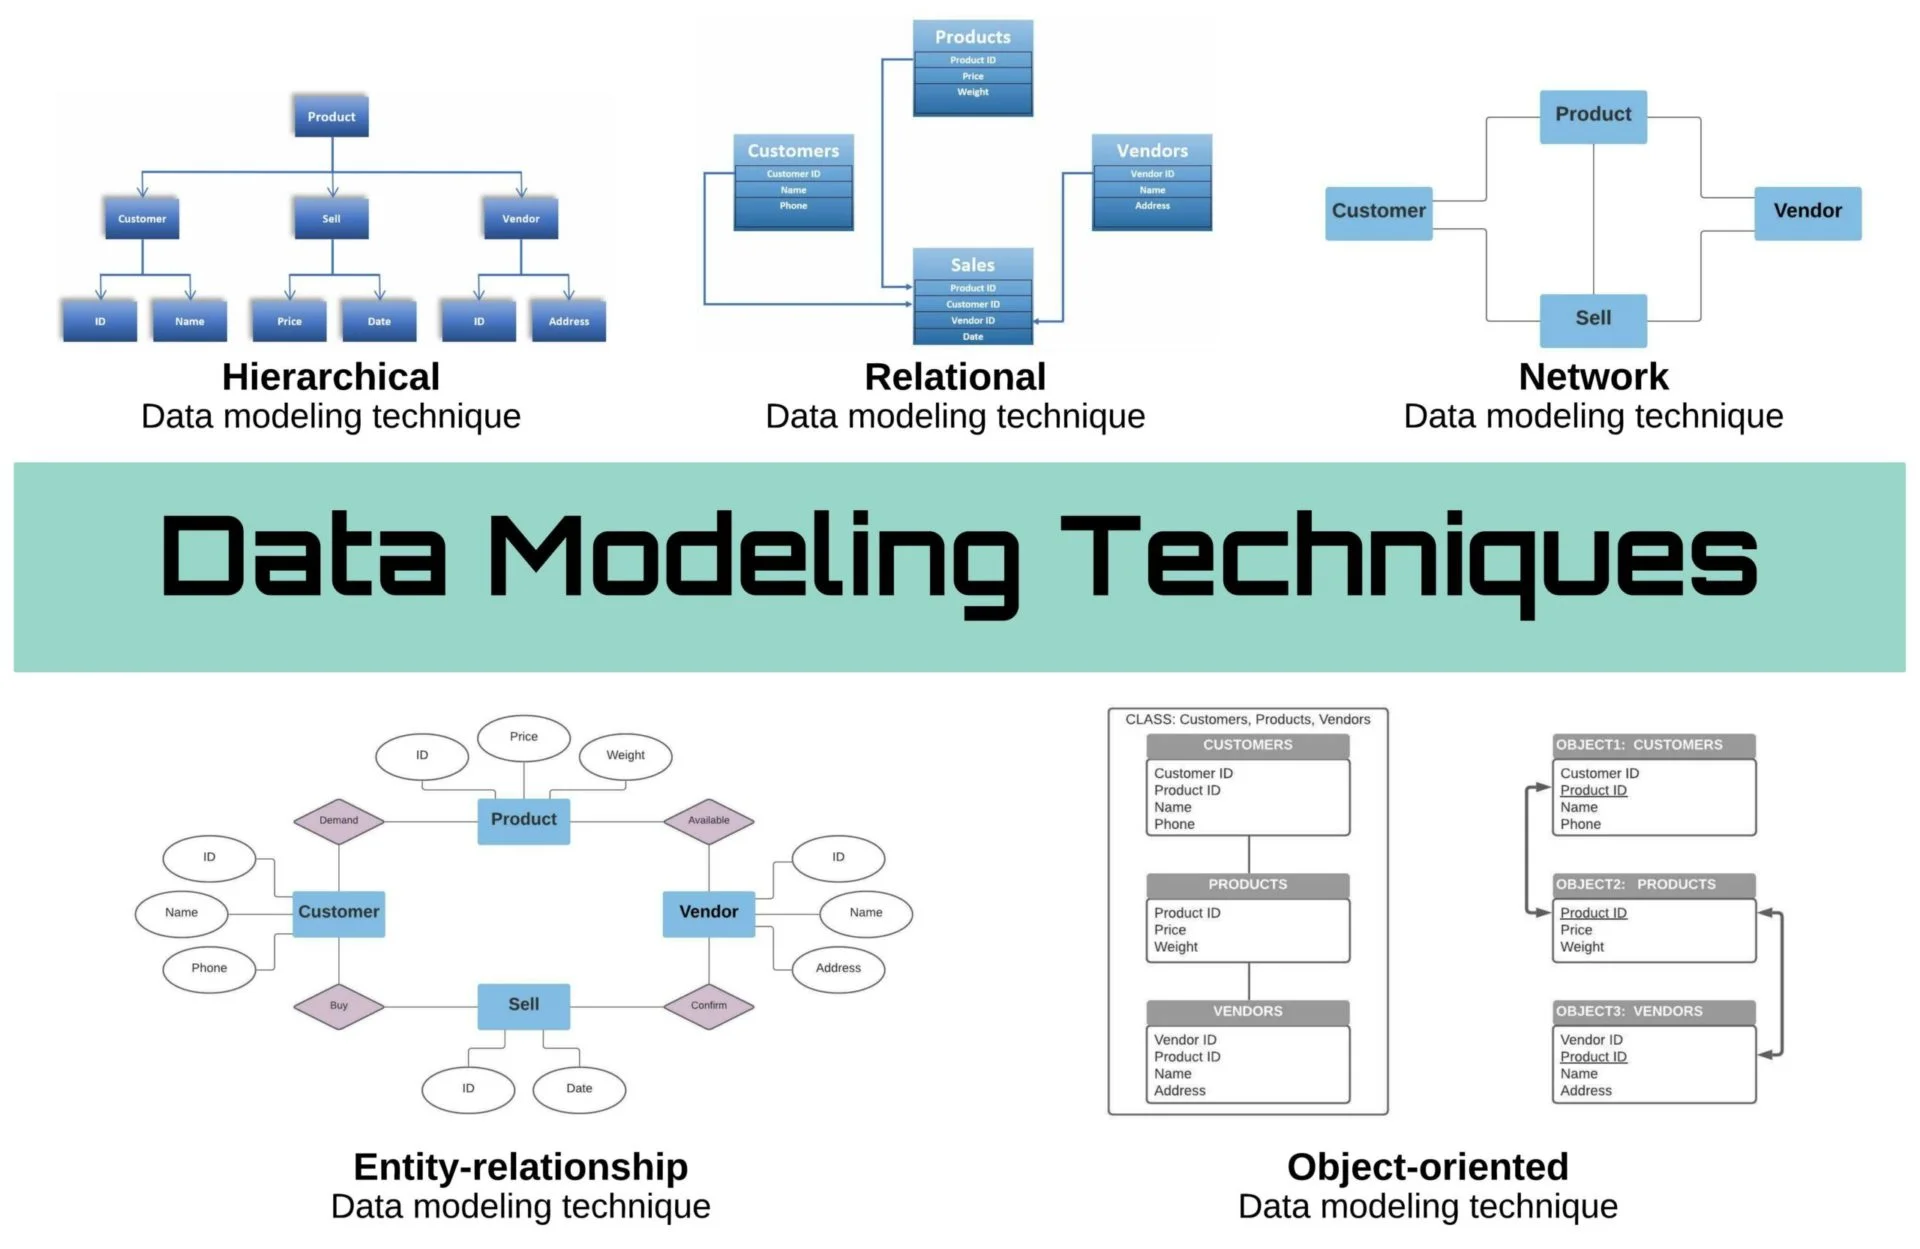 Product
Customer
Sell
Vendor
ID
Name
Price
Date
ID
Address
Hierarchical
Data modeling technique
Products
Product ID
Price
Weight
Customers
Customer ID
Name
Phone
Vendors
Vendor ID
Name
Address
Sales
Product ID
Customer ID
Vendor ID
Date
Relational
Data modeling technique
Product
Customer
Vendor
Sell
Network
Data modeling technique
Data Modeling Techniques
ID
Price
Weight
Demand
Product
Available
ID
Name
Phone
Customer
Vendor
ID
Name
Address
Buy
Sell
Confirm
ID
Date
Entity-relationship
Data modeling technique
CLASS: Customers, Products, Vendors
CUSTOMERS
Customer ID
Product ID
Name
Phone
PRODUCTS
Product ID
Price
Weight
VENDORS
Vendor ID
Product ID
Name
Address
OBJECT1: CUSTOMERS
Customer ID
Product ID
Name
Phone
OBJECT2: PRODUCTS
Product ID
Price
Weight
OBJECT3: VENDORS
Vendor ID
Product ID
Name
Address
Object-oriented
Data modeling technique